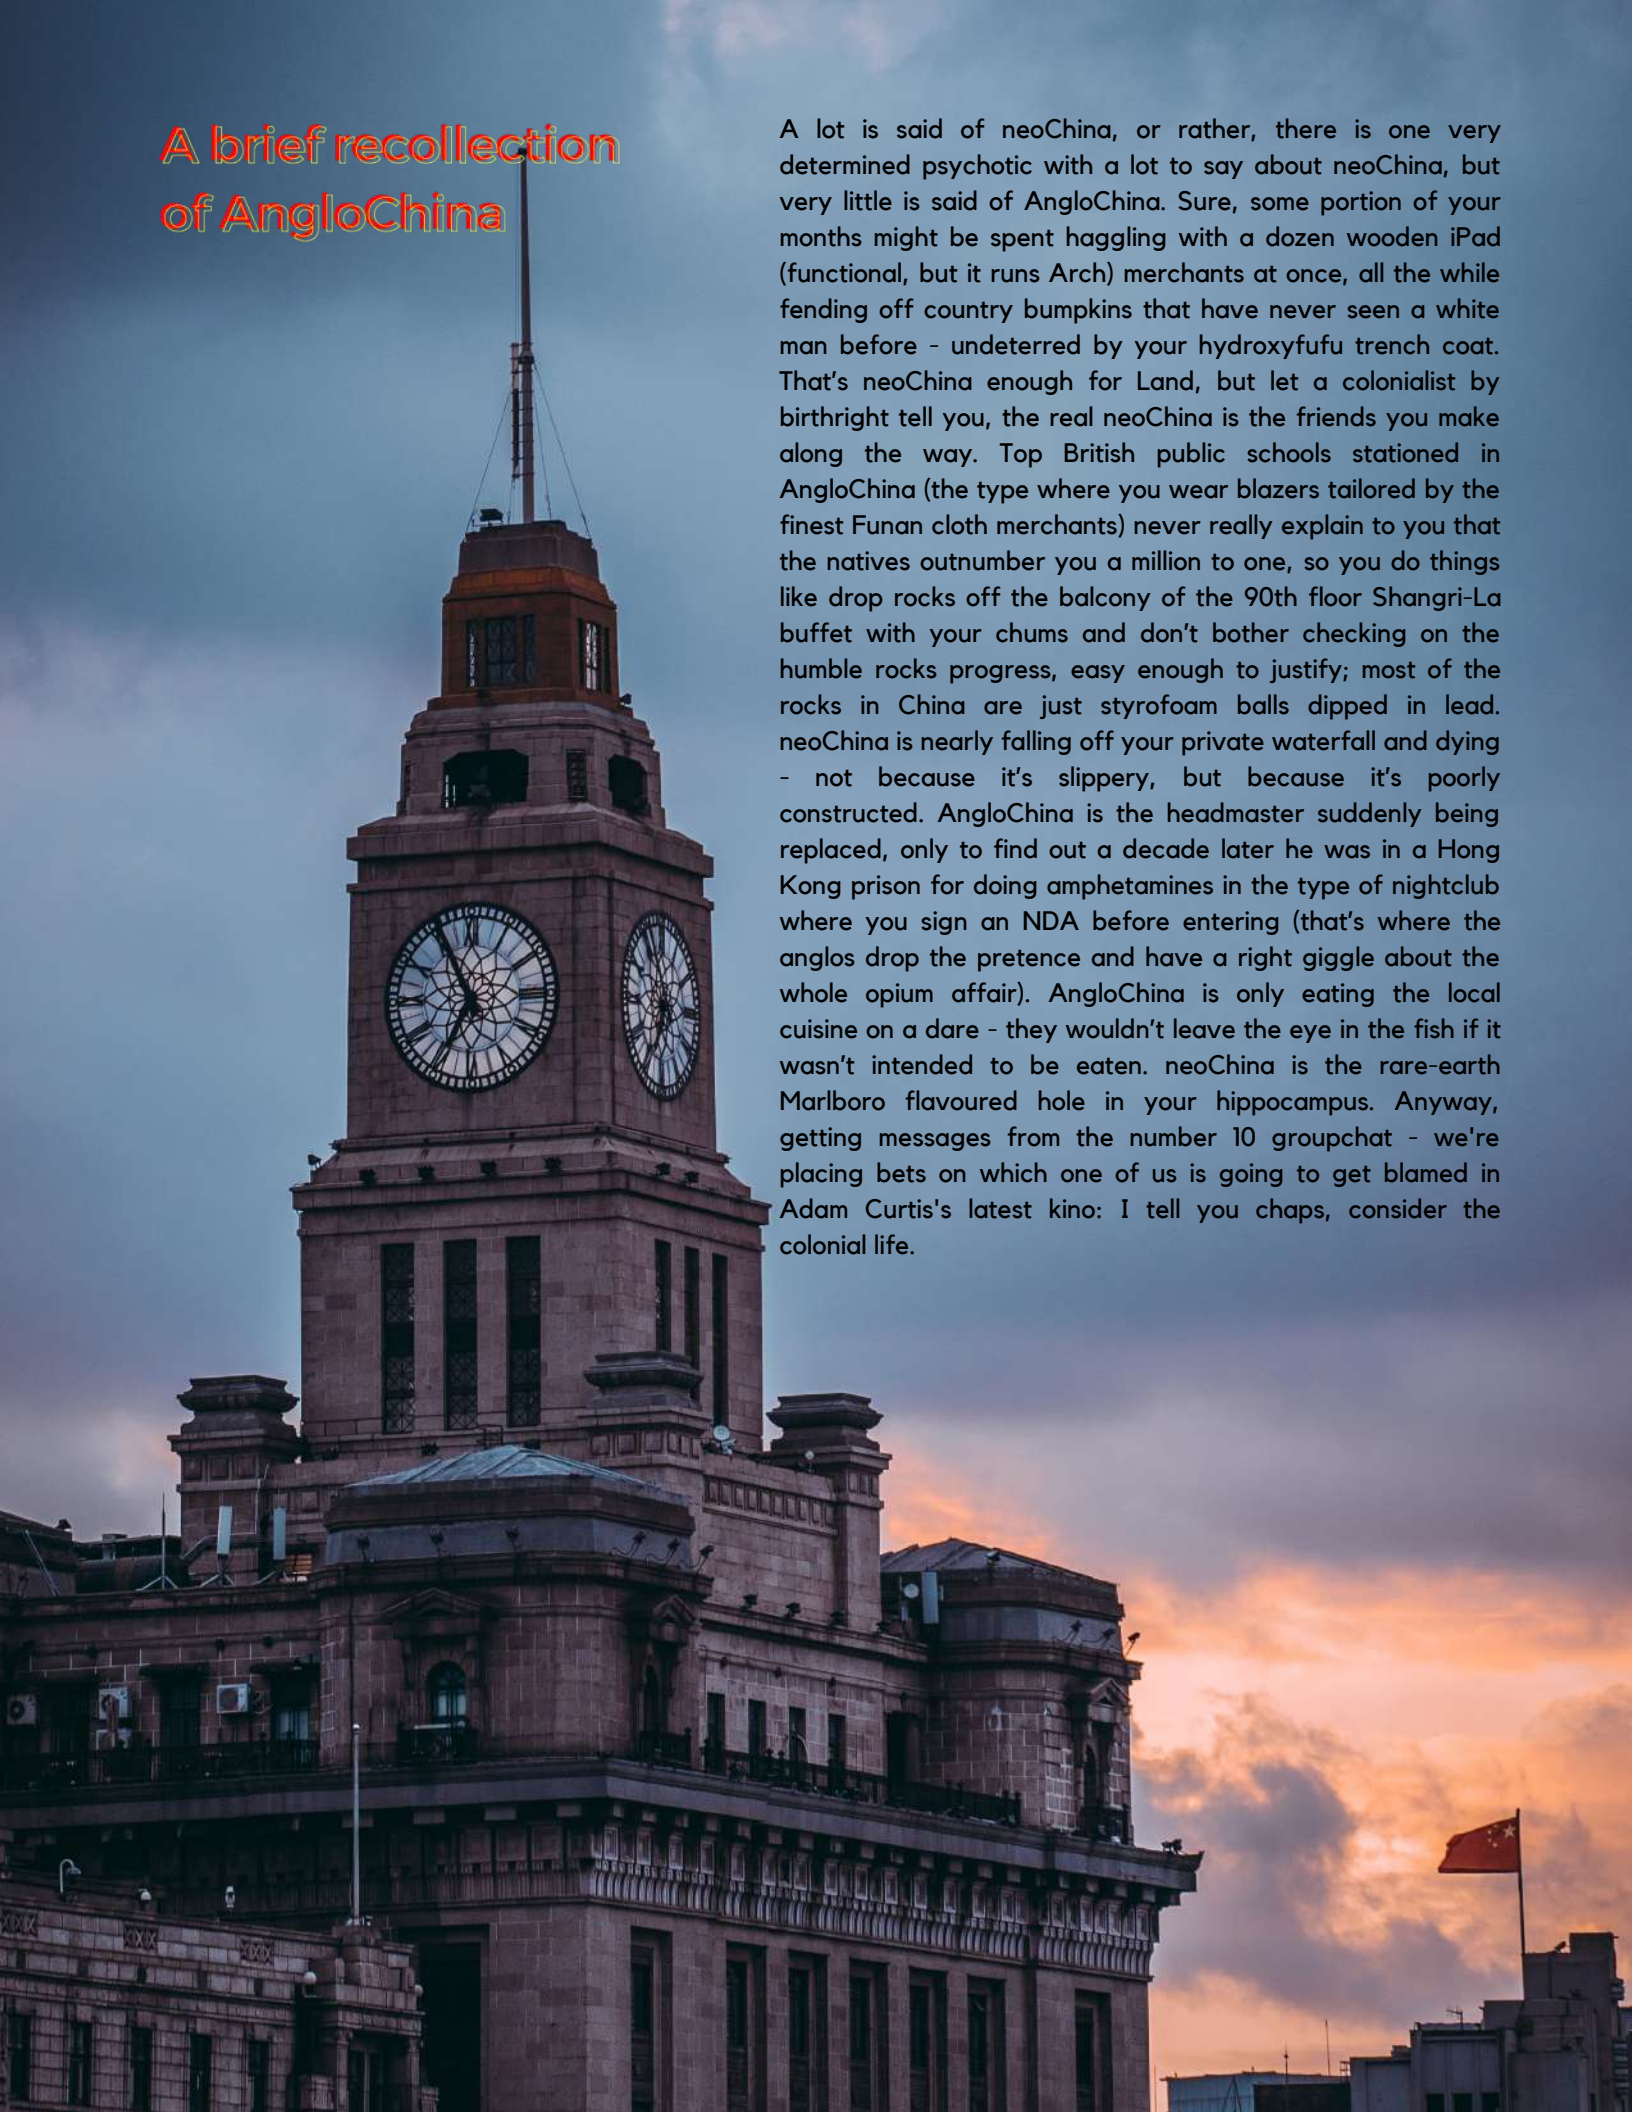 A brief recollection
of AngloChina
A lot is said of neoChina, or rather, there is one very
determined psychotic with a lot to say about neoChina, but
very little is said of AngloChina. Sure, some portion of your
months might be spent haggling with a dozen wooden iPad
(functional, but it runs Arch) merchants at once, all the while
fending off country bumpkins that have never seen a white
man before - undeterred by your hydroxyfufu trench coat.
That's neoChina enough for Land, but let a colonialist by
birthright tell you, the real neoChina is the friends you make
along the way. Top British public schools stationed in
AngloChina (the type where you wear blazers tailored by the
finest Funan cloth merchants) never really explain to you that
the natives outnumber you a million to one, so you do things
like drop rocks off the balcony of the 90th floor Shangri-La
buffet with your chums and don't bother checking on the
humble rocks progress, easy enough to justify; most of the
rocks in China are just styrofoam balls dipped in lead.
neoChina is nearly falling off your private waterfall and dying
- not because it's slippery, but because it's poorly
constructed. AngloChina is the headmaster suddenly being
replaced, only to find out a decade later he was in a Hong
Kong prison for doing amphetamines in the type of nightclub
where you sign an NDA before entering (that's where the
anglos drop the pretence and have a right giggle about the
whole opium affair). AngloChina is only eating the local
cuisine on a dare - they wouldn't leave the eye in the fish if it
wasn't intended to be eaten. neoChina is the rare-earth
Marlboro flavoured hole in your hippocampus. Anyway,
getting messages from the number 10 groupchat - we're
placing bets on which one of us is going to get blamed in
Adam Curtis's latest kino: I tell you chaps, consider the
colonial life.